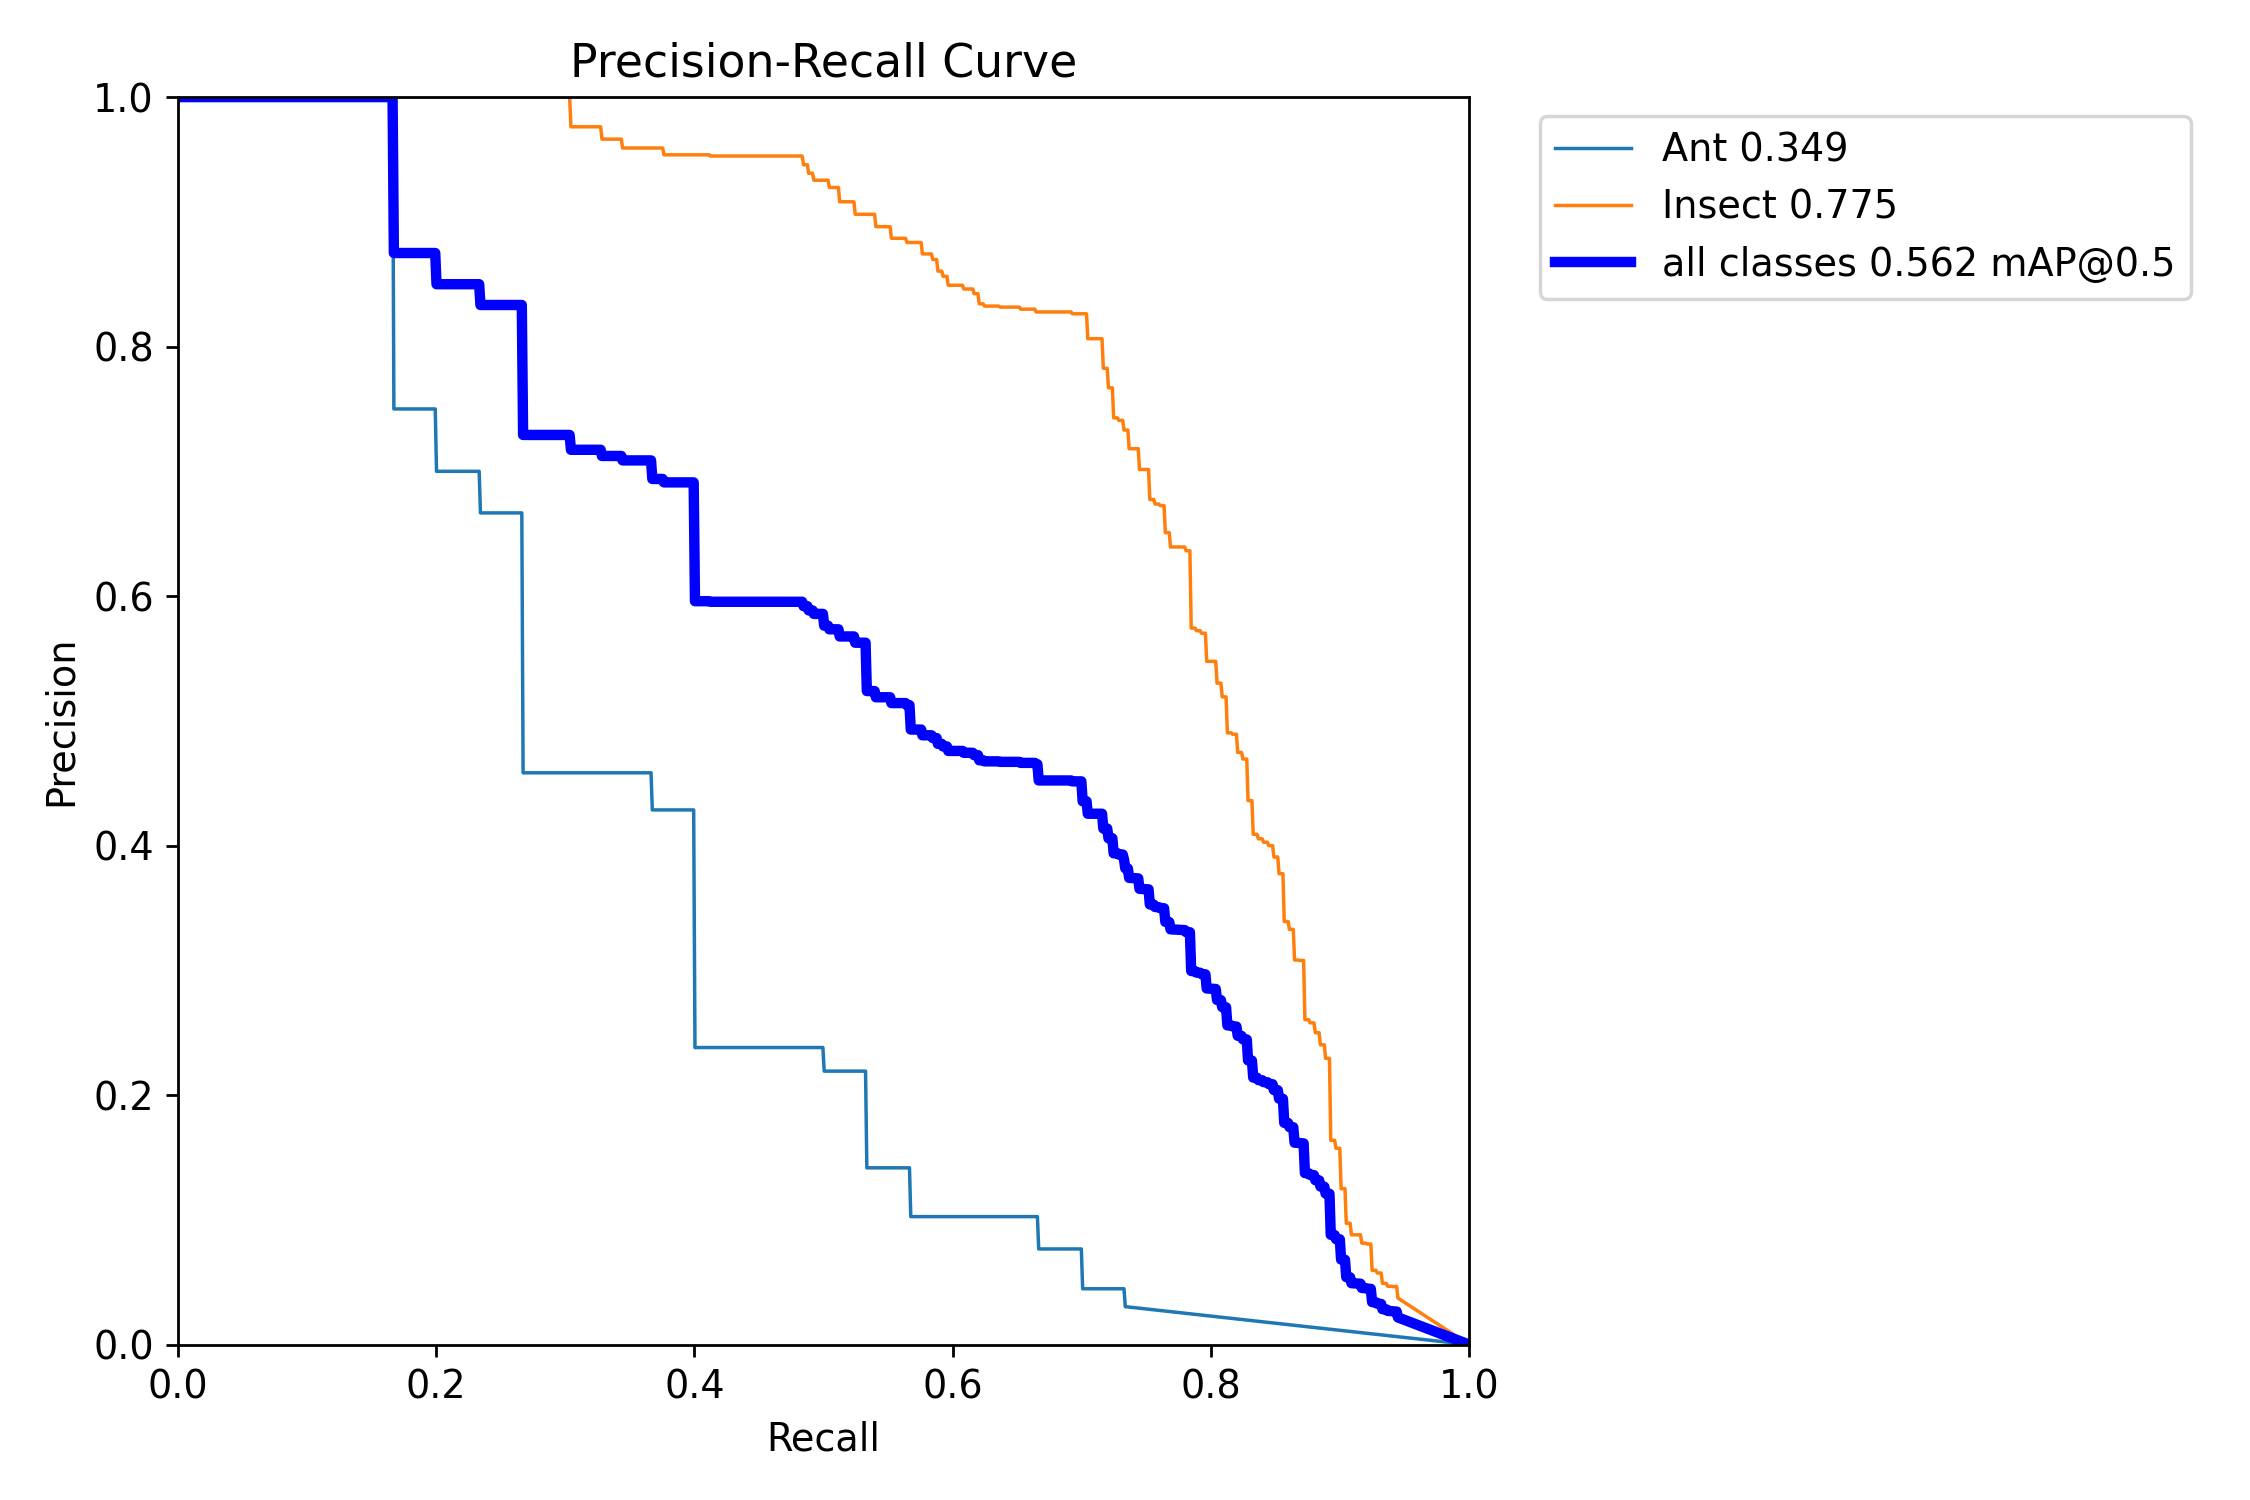 Precision-Recall Curve
1.0
0.8
0.6
0.4
0.2
0.0
Precision
0.0 0.2 0.4 0.6 0.8 1.0
Recall
Ant 0.349
Insect 0.775
all classes 0.562 mAP@0.5